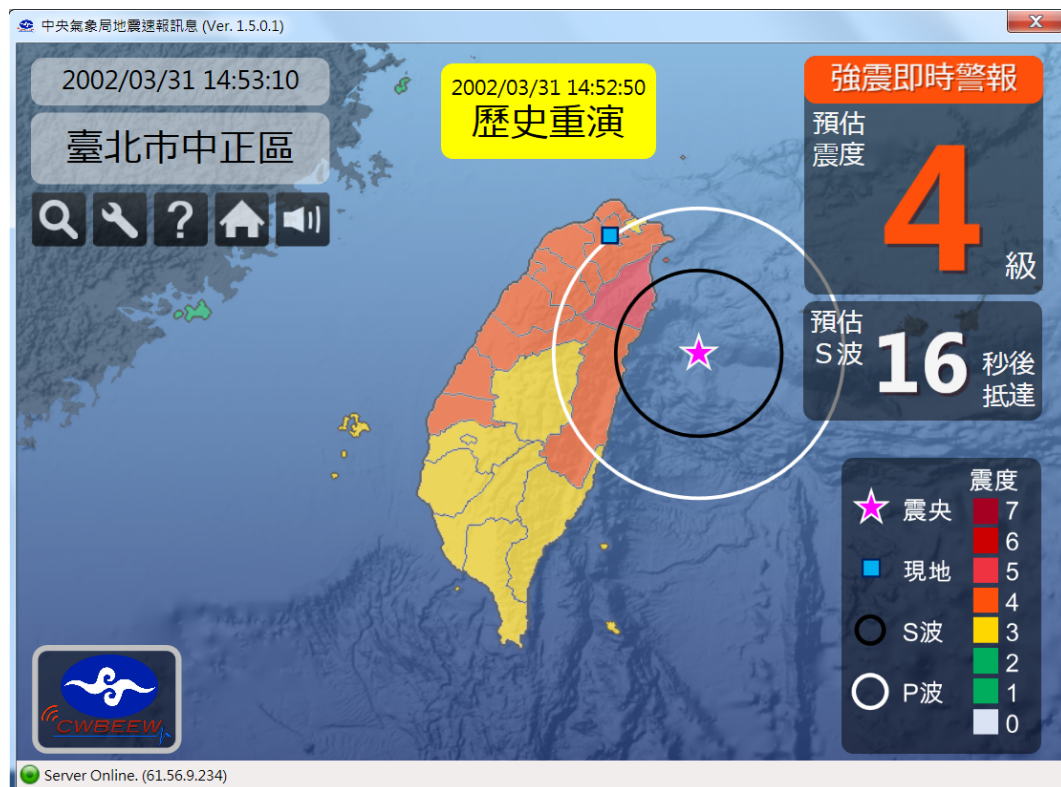 中央氣象局地震速報訊息 (Ver. 1.5.0.1)
X
2002/03/31 14:53:10
臺北市中正區
?
2002/03/31 14:52:50
歷史重演
強震即時警報
預估
震度
4
級
預估
S波
16
秒後
抵達
震度
震央
現地
S波
P波
7
6
5
4
3
2
1
0
CWBEEW
Server Online. (61.56.9.234)